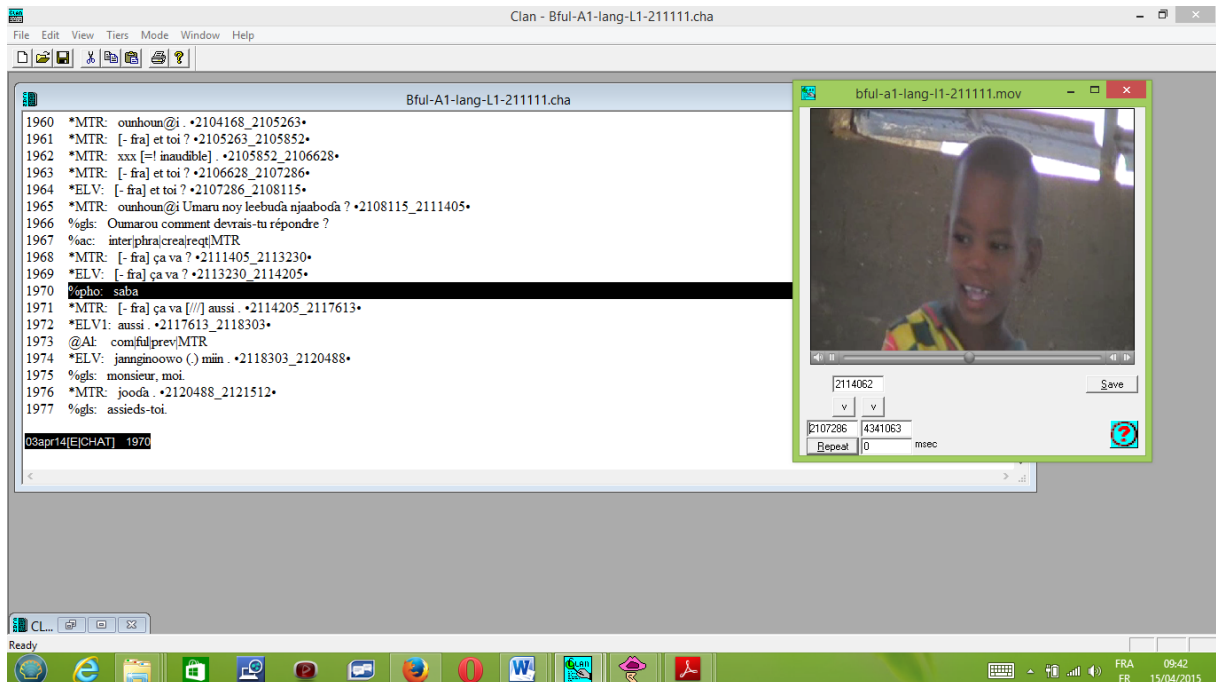 Clan - Bful-A1-lang-L1-211111.cha
File Edit View Tiers Mode Window Help
Bful-A1-lang-L1-211111.cha
1960 *MTR: ounhoun@i . •2104168_2105263•
1961 *MTR: [- fra] et toi ? •2105263_2105852•
1962 *MTR: xxx [=! inaudible] . •2105852_2106628•
1963 *MTR: [- fra] et toi ? •2106628_2107286•
1964 *ELV: [- fra] et toi ? •2107286_2108115•
1965 *MTR: ounhoun@i Umaru noy leebuɗa njaaboɗa ? •2108115_2111405•
1966 %gls: Oumarou comment devrais-tu répondre ?
1967 %ac: inter|phra|crea|reqt|MTR
1968 *MTR: [- fra] ça va ? •2111405_2113230•
1969 *ELV: [- fra] ça va ? •2113230_2114205•
1970 %pho: saba
1971 *MTR: [- fra] ça va [///] aussi . •2114205_2117613•
1972 *ELV1: aussi . •2117613_2118303•
1973 @Al: com|ful|prev|MTR
1974 *ELV: jannginoowo (.) miin . •2118303_2120488•
1975 %gls: monsieur, moi.
1976 *MTR: jooɗa . •2120488_2121512•
1977 %gls: assieds-toi.
03apr14[E|CHAT] 1970
bful-a1-lang-l1-211111.mov
2114062
Save
v v
2107286 4341063
Repeat 0 msec
CL...
Ready
FRA 09:42
FR 15/04/2015